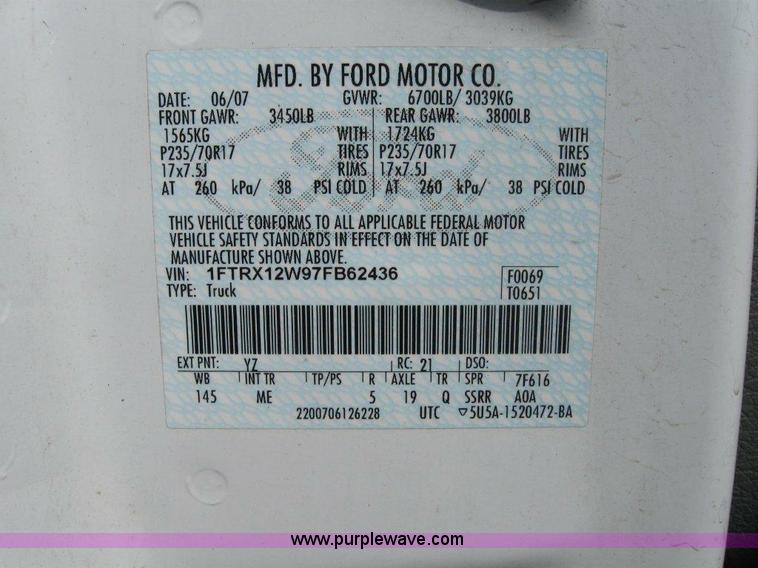 MFD. BY FORD MOTOR CO.
DATE: 06/07 GVWR: 6700LB/ 3039KG
FRONT GAWR: 3450LB REAR GAWR: 3800LB
1565KG WITH 1724KG WITH
P235/70R17 TIRES P235/70R17 TIRES
17x7.5J RIMS 17x7.5J RIMS
AT 260 kPa/ 38 PSI COLD AT 260 kPa/ 38 PSI COLD
THIS VEHICLE CONFORMS TO ALL APPLICABLE FEDERAL MOTOR
VEHICLE SAFETY STANDARDS IN EFFECT ON THE DATE OF
MANUFACTURE SHOWN ABOVE.
VIN: 1FTRX12W97FB62436 F0069
TYPE: Truck T0651
EXT PNT: YZ RC: 21 DSO:
WB INT TR TP/PS R AXLE TR SPR 7F616
145 ME 5 19 Q SSRR AOA
2200706126228 UTC ▽5U5A-1520472-BA
www.purplewave.com